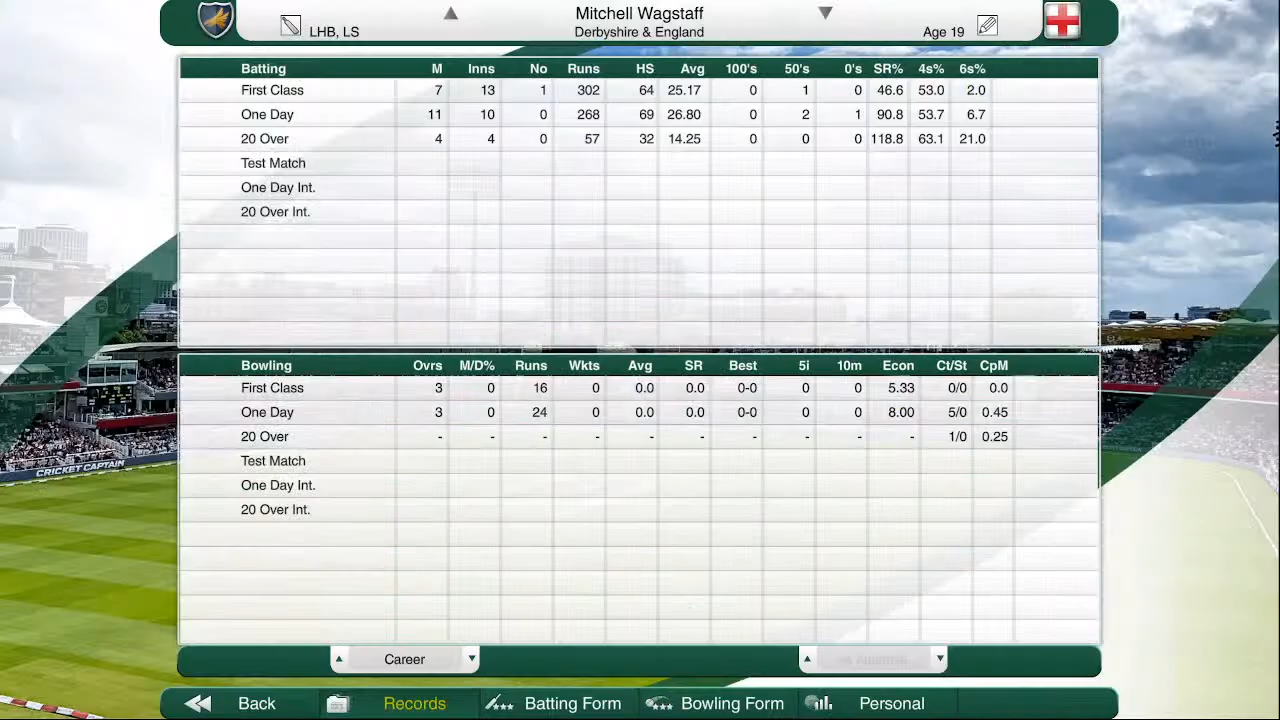 Mitchell Wagstaff
LHB, LS Derbyshire & England Age 19
Batting M Inns No Runs HS Avg 100's 50's 0's SR% 4s% 6s%
First Class 7 13 1 302 64 25.17 0 1 0 46.6 53.0 2.0
One Day 11 10 0 268 69 26.80 0 2 1 90.8 53.7 6.7
20 Over 4 4 0 57 32 14.25 0 0 0 118.8 63.1 21.0
Test Match
One Day Int.
20 Over Int.
Bowling Ovrs M/D% Runs Wkts Avg SR Best 5i 10m Econ Ct/St CpM
First Class 3 0 16 0 0.0 0.0 0-0 0 0 5.33 0/0 0.0
One Day 3 0 24 0 0.0 0.0 0-0 0 0 8.00 5/0 0.45
20 Over - - - - - - - - - - 1/0 0.25
Test Match
One Day Int.
20 Over Int.
CRICKET CAPTAIN
Career
Back Records Batting Form Bowling Form Personal